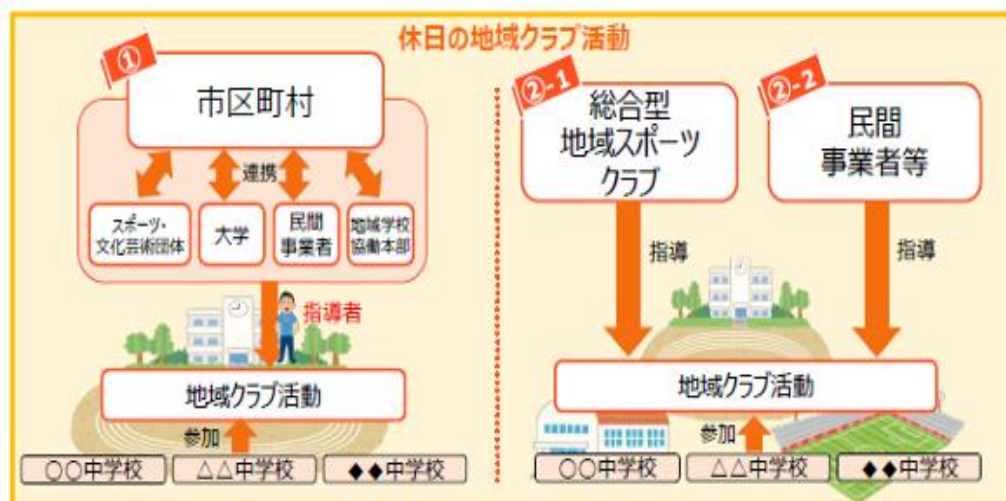 休日の地域クラブ活動
①
市区町村
連携
スポーツ・
文化芸術団体
大学
民間
事業者
地域学校
協働本部
指導者
地域クラブ活動
参加
○○中学校
△△中学校
◆◆中学校
②-1
総合型
地域スポーツ
クラブ
②-2
民間
事業者等
指導
指導
地域クラブ活動
参加
○○中学校
△△中学校
◆◆中学校